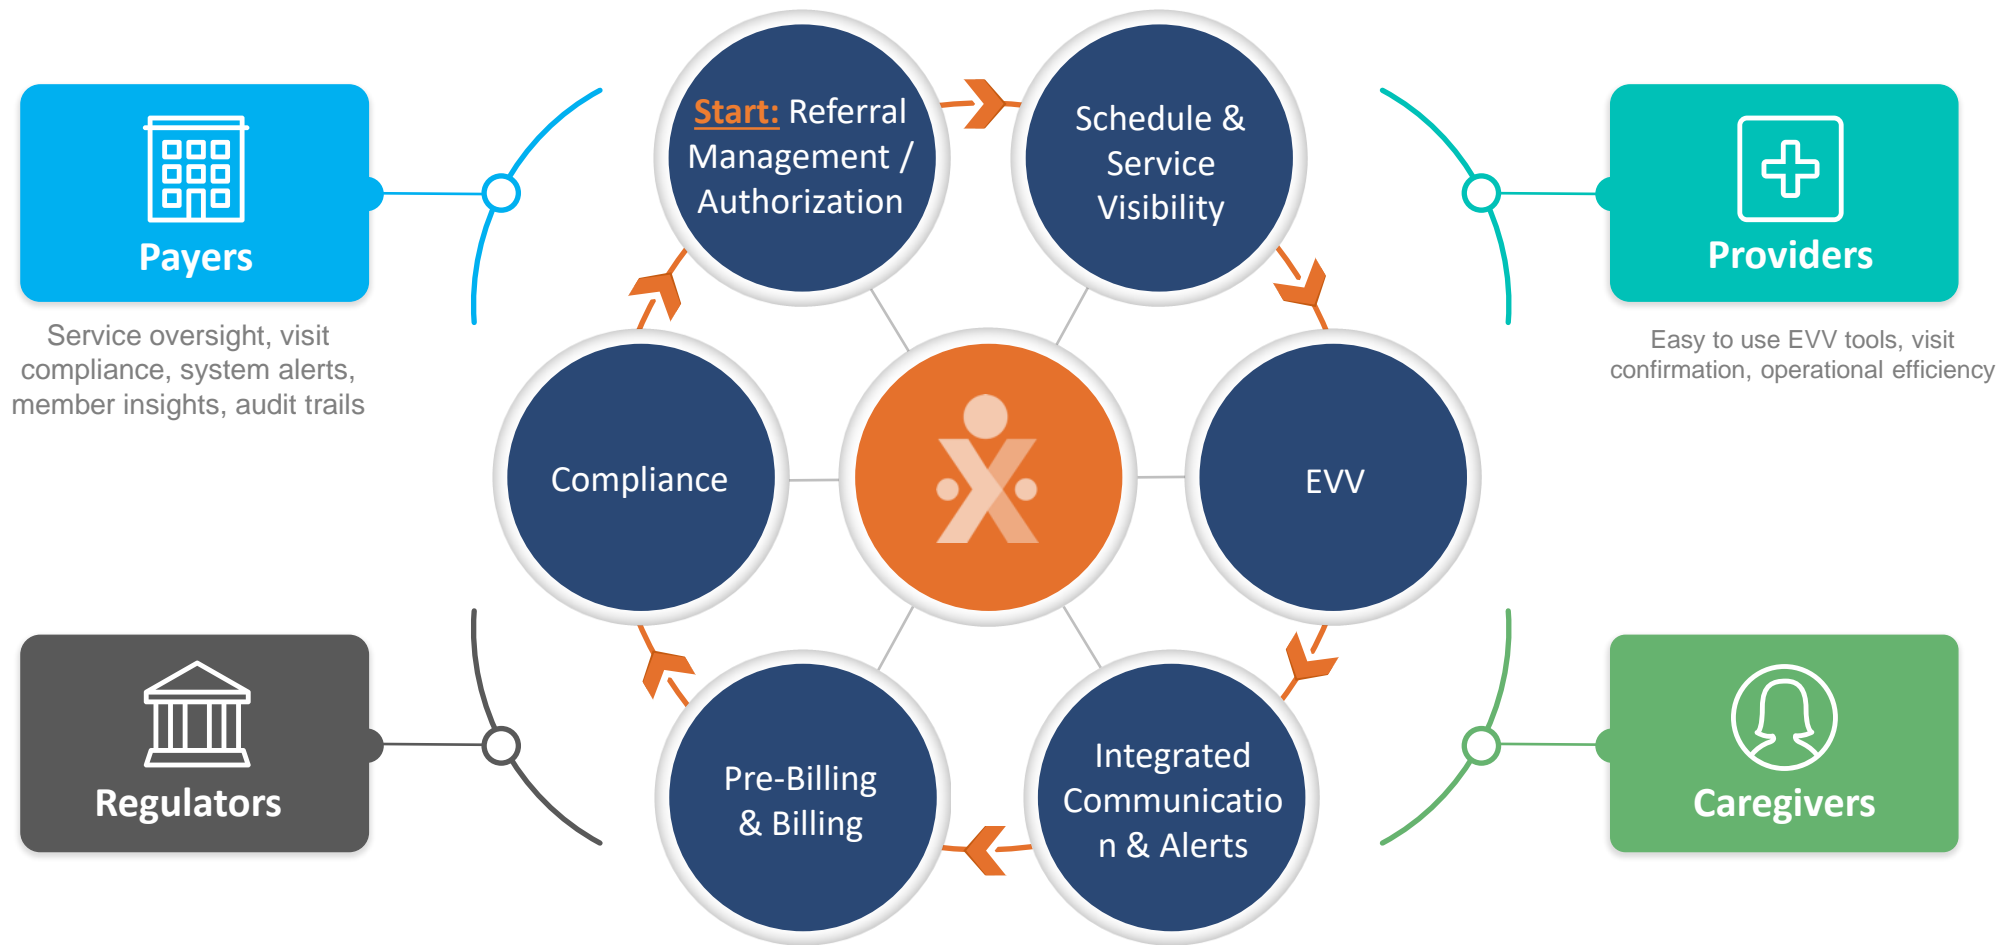 Start: Referral
Management /
Authorization
Schedule &
Service
Visibility
EVV
Integrated
Communicatio
n & Alerts
Pre-Billing
& Billing
Compliance
Payers
Service oversight, visit
compliance, system alerts,
member insights, audit trails
Providers
Easy to use EVV tools, visit
confirmation, operational efficiency
Regulators
Caregivers